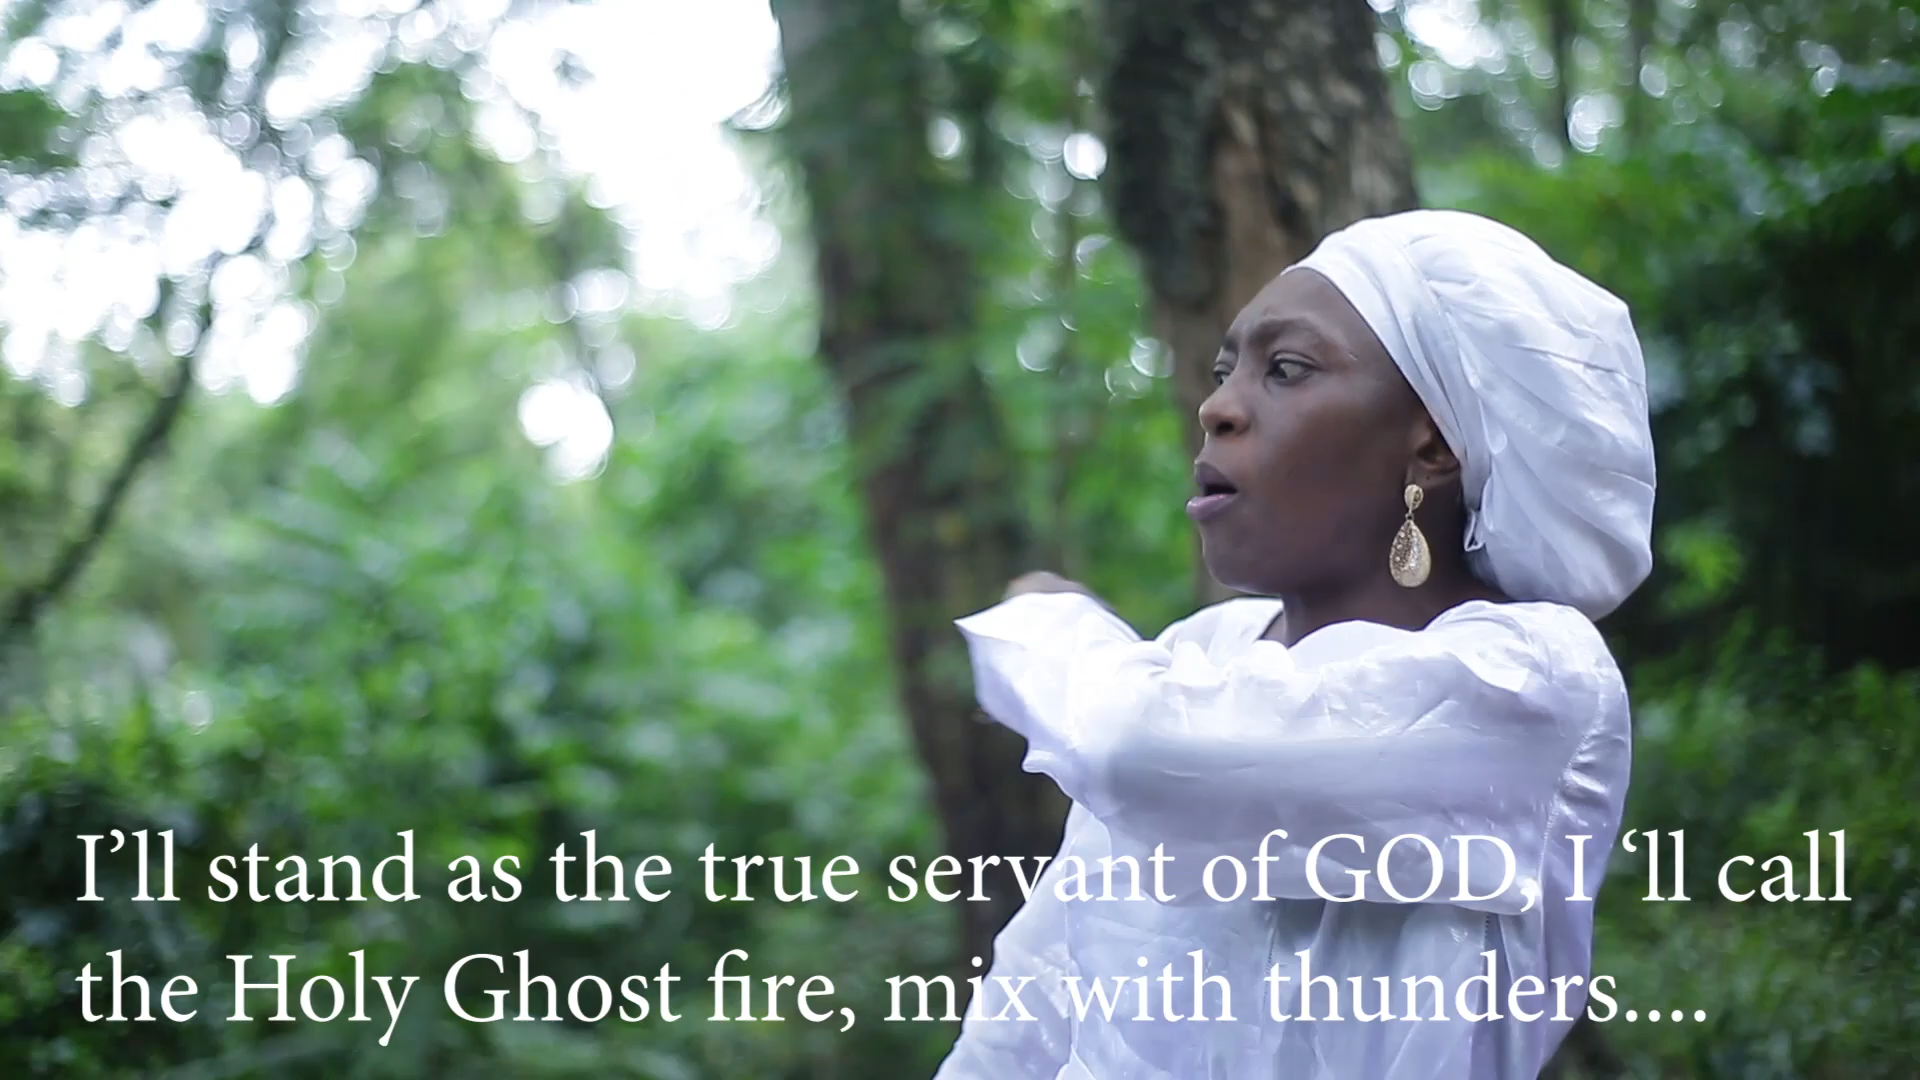 I’ll stand as the true servant of GOD, I ‘ll call
the Holy Ghost fire, mix with thunders....